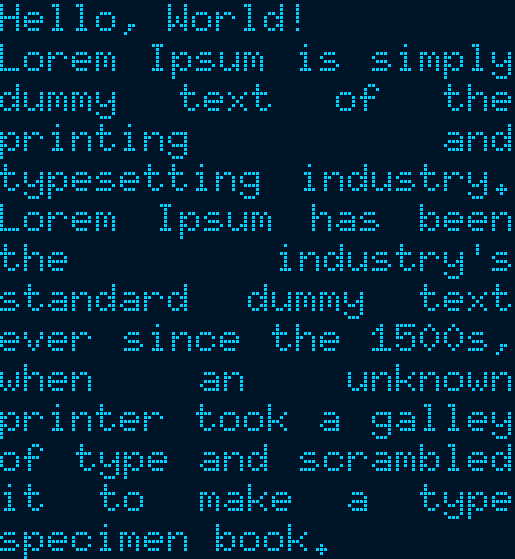 Hello, World!
Lorem Ipsum is simply
dummy text of the
printing and
typesetting industry.
Lorem Ipsum has been
the industry's
standard dummy text
ever since the 1500s,
when an unknown
printer took a galley
of type and scrambled
it to make a type
specimen book.